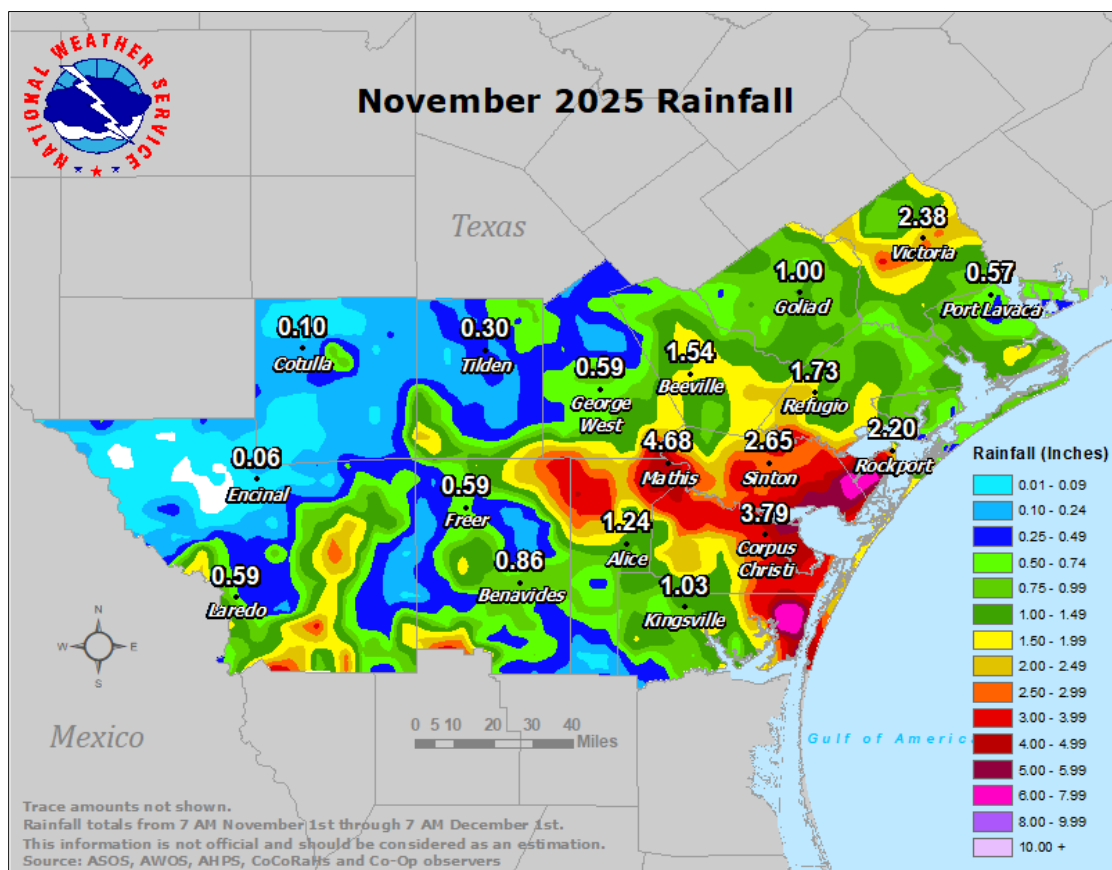 NATIONAL WEATHER SERVICE
November 2025 Rainfall
Texas
2.38
Victoria
1.00
Goliad
0.57
Port Lavaca
0.10
Cotulla
0.30
Tilden
1.54
Beeville
0.59
George
West
1.73
Refugio
2.20
Rockport
4.68
Mathis
2.65
Sinton
0.06
Encinal
0.59
Freer
3.79
Corpus
Christi
1.24
Alice
0.86
Benavides
0.59
Laredo
1.03
Kingsville
Rainfall (Inches)
0.01 - 0.09
0.10 - 0.24
0.25 - 0.49
0.50 - 0.74
0.75 - 0.99
1.00 - 1.49
1.50 - 1.99
2.00 - 2.49
2.50 - 2.99
3.00 - 3.99
4.00 - 4.99
5.00 - 5.99
6.00 - 7.99
8.00 - 9.99
10.00 +
N
W E
S
Mexico
0 5 10 20 30 40
Miles
Gulf of America
Trace amounts not shown.
Rainfall totals from 7 AM November 1st through 7 AM December 1st.
This information is not official and should be considered as an estimation.
Source: ASOS, AWOS, AHPS, CoCoRaHs and Co-Op observers